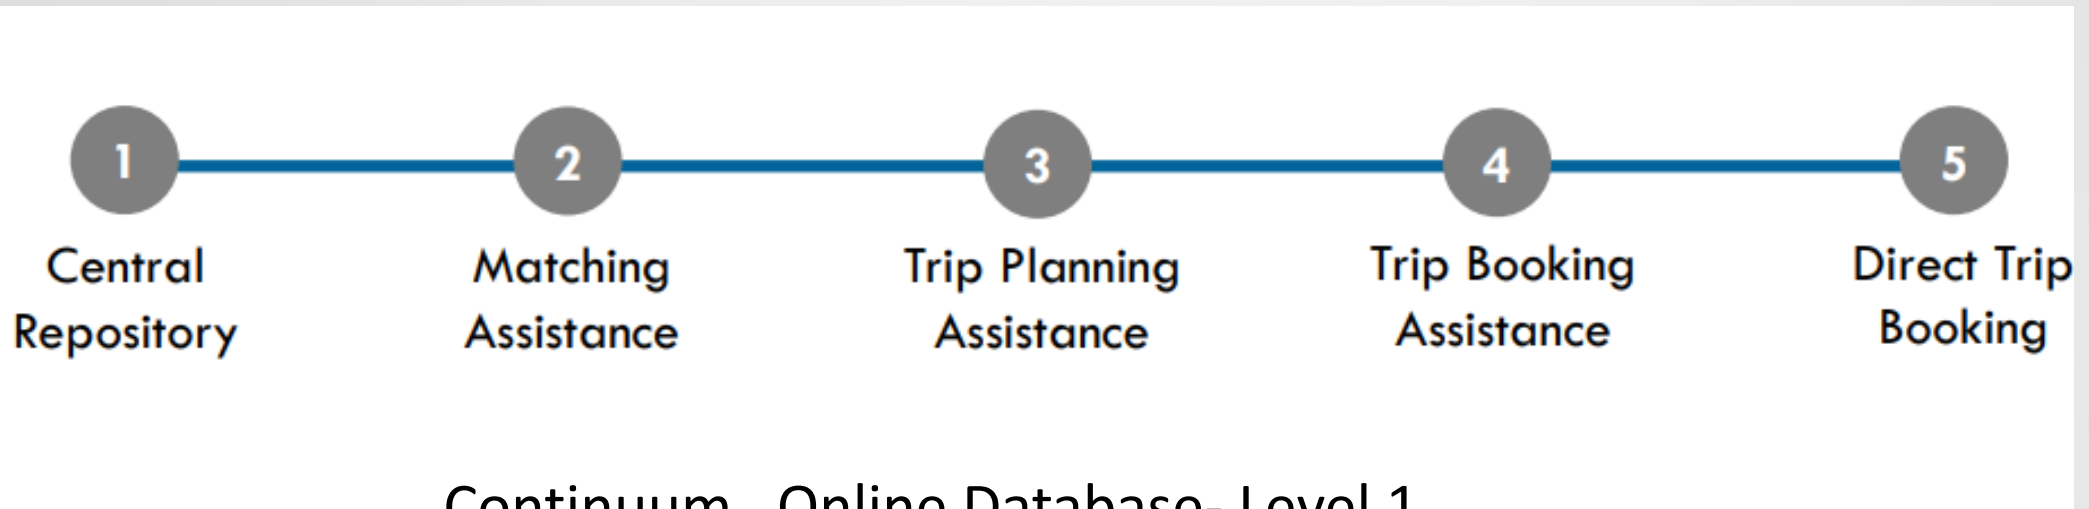 1 2 3 4 5
Central Matching Trip Planning Trip Booking Direct Trip
Repository Assistance Assistance Assistance Booking
Continuum Online Database- Level 1